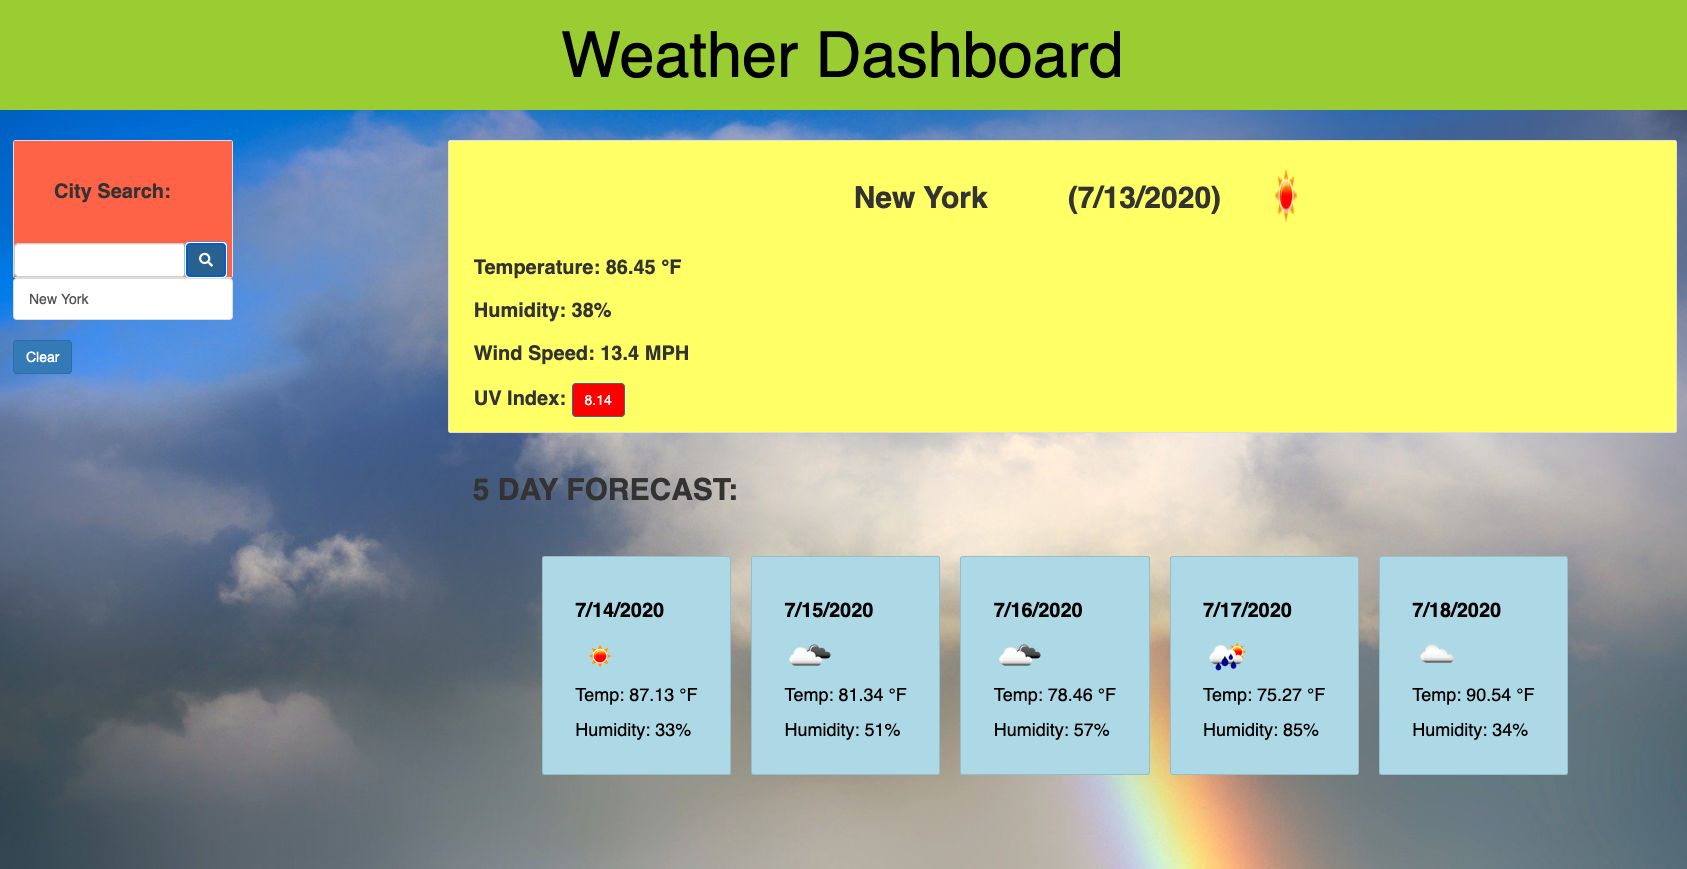 Weather Dashboard
City Search:
New York
Clear
New York (7/13/2020)
Temperature: 86.45 °F
Humidity: 38%
Wind Speed: 13.4 MPH
UV Index: 8.14
5 DAY FORECAST:
7/14/2020
Temp: 87.13 °F
Humidity: 33%
7/15/2020
Temp: 81.34 °F
Humidity: 51%
7/16/2020
Temp: 78.46 °F
Humidity: 57%
7/17/2020
Temp: 75.27 °F
Humidity: 85%
7/18/2020
Temp: 90.54 °F
Humidity: 34%